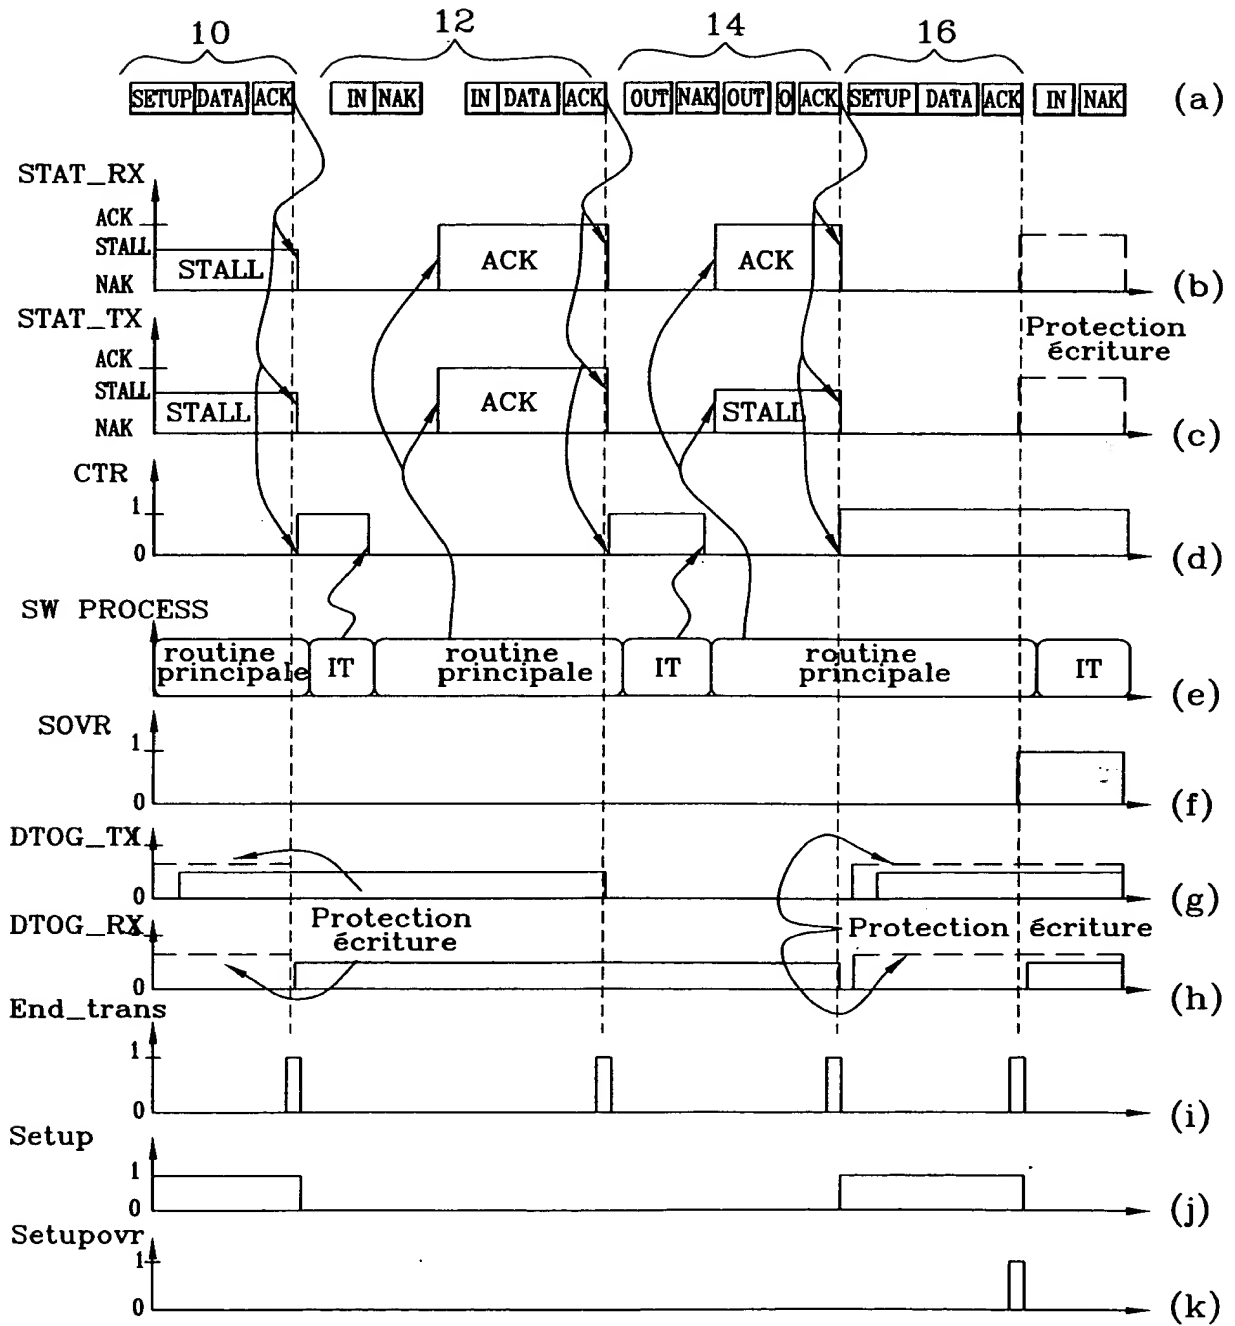 10 12 14 16
SETUP DATA ACK IN NAK IN DATA ACK OUT NAK OUT 0 ACK SETUP DATA ACK IN NAK (a)
STAT_RX
ACK
STALL
NAK
STALL ACK ACK (b)
STAT_TX
ACK
STALL
NAK
STALL ACK STALL (c)
Protection
écriture
CTR
1
0
(d)
SW PROCESS
routine
principale
IT
routine
principale
IT
routine
principale
IT
(e)
SOVR
1
0
(f)
DTOG_TX
0
(g)
Protection
écriture
Protection écriture
DTOG_RX
0
(h)
End_trans
1
0
(i)
Setup
1
0
(j)
Setupovr
1
0
(k)